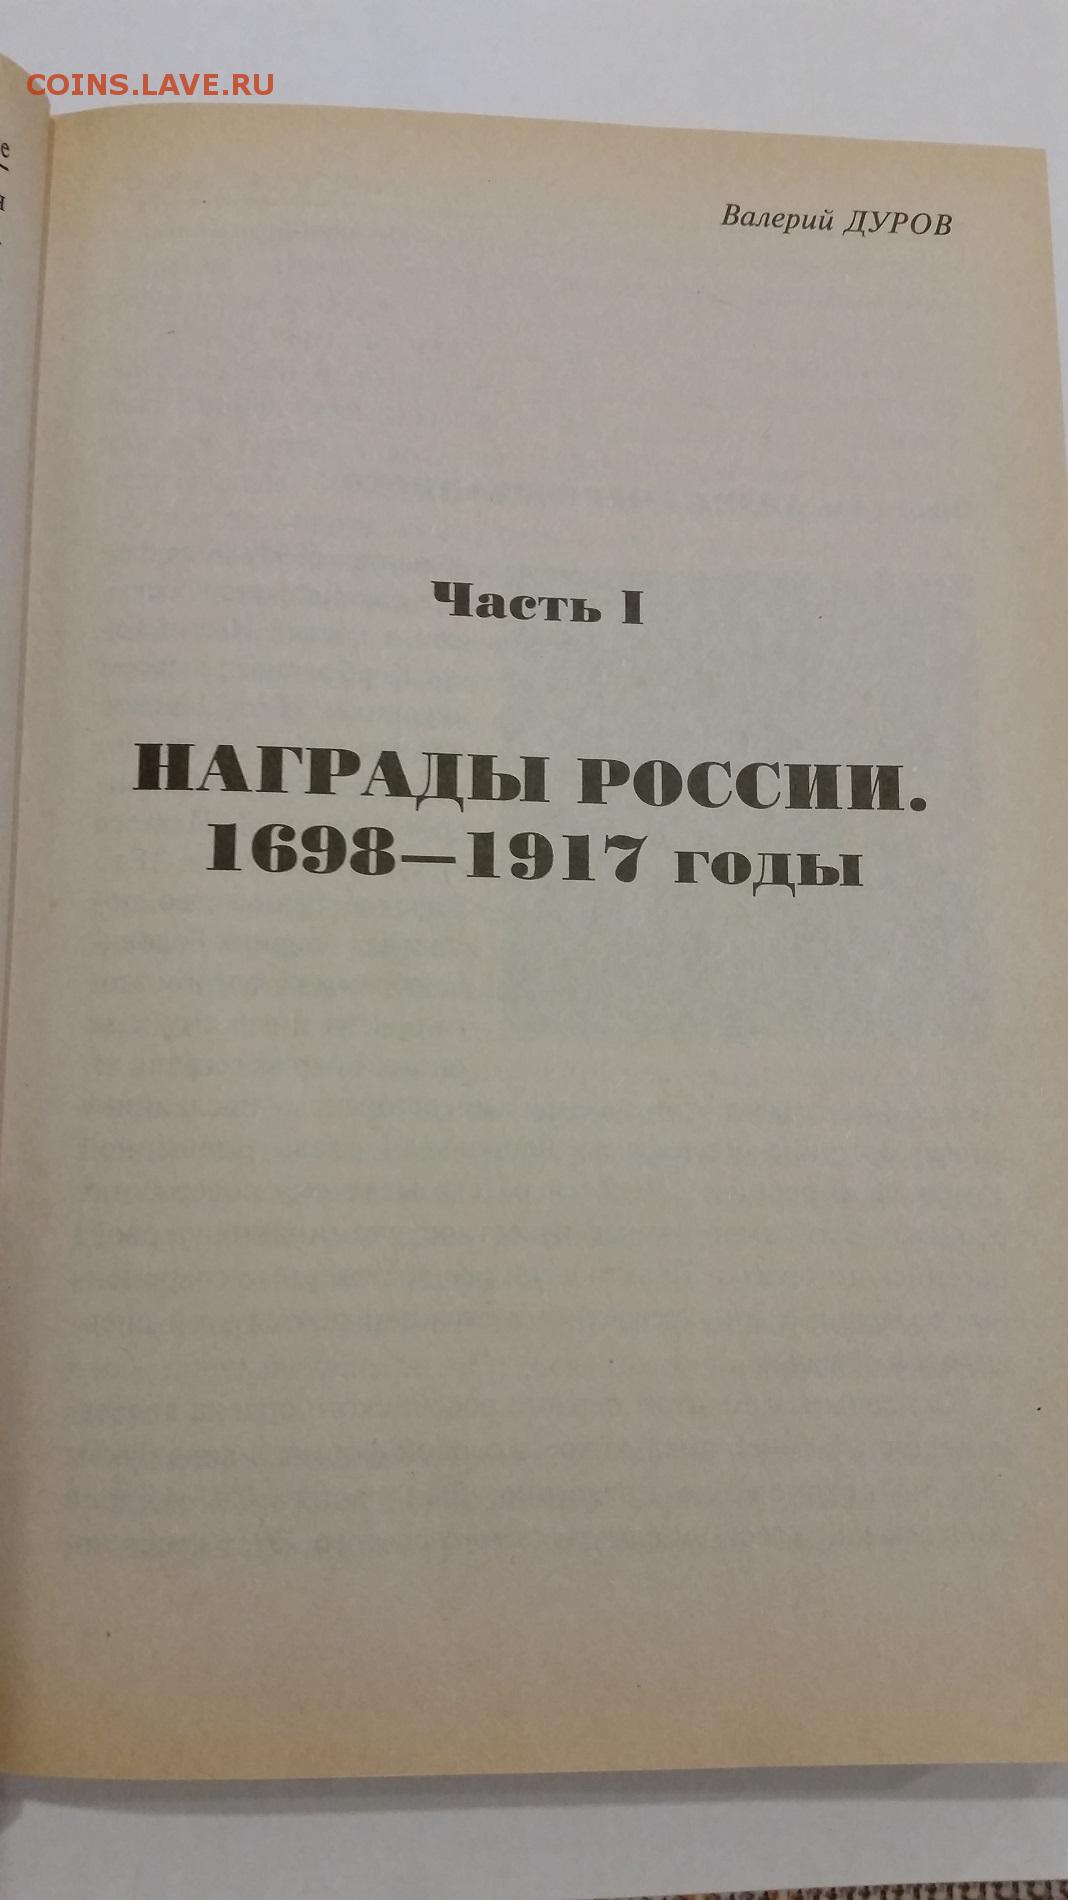 COINS.LAVE.RU
Валерий ДУРОВ
Часть I
НАГРАДЫ РОССИИ.
1698—1917 годы